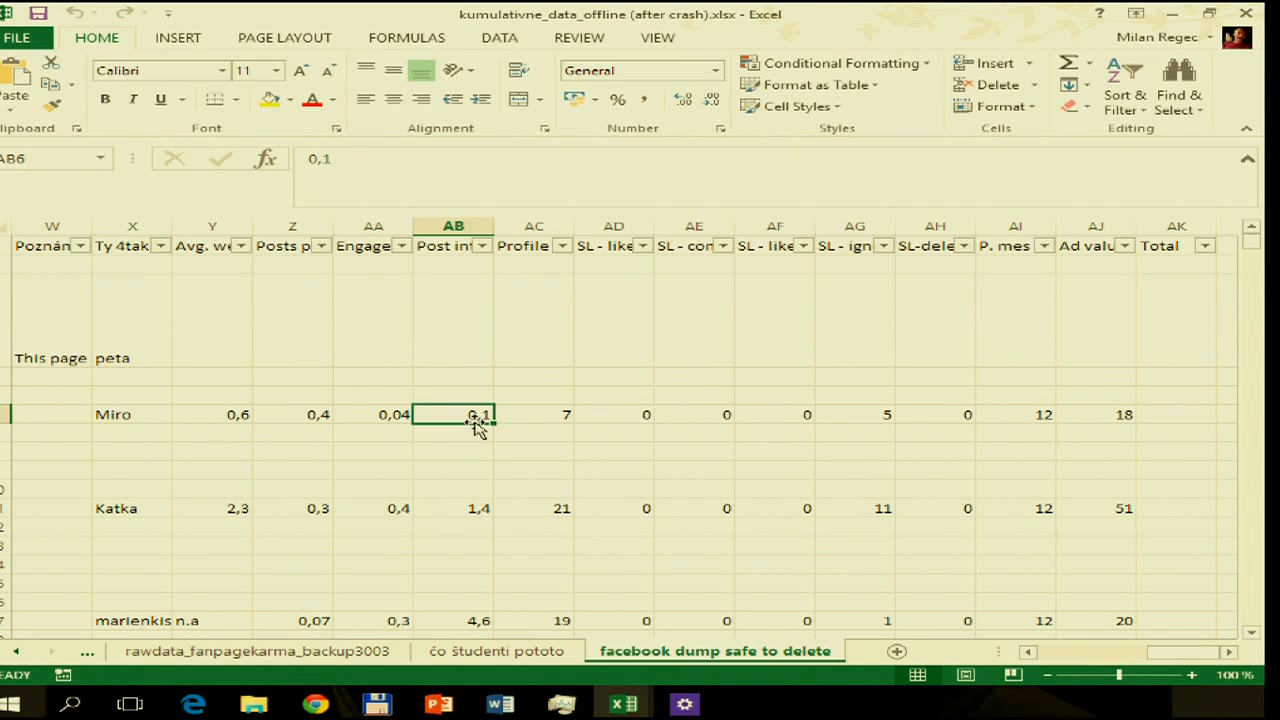 kumulativne_data_offline (after crash).xlsx - Excel
?
FILE HOME INSERT PAGE LAYOUT FORMULAS DATA REVIEW VIEW Milan Regec
Calibri 11 A A General Conditional Formatting Insert
Paste B I U A % , Format as Table Delete Sort & Filter Find & Select
Cell Styles Format
Clipboard Font Alignment Number Styles Cells Editing
AB6 fx 0,1
W X Y Z AA AB AC AD AE AF AG AH AI AJ AK
Poznán Ty 4tak Avg. we Posts p Engage Post int Profile SL - like SL - con SL - like SL - ign SL-dele P. mes Ad valu Total
This page peta
Miro 0,6 0,4 0,04 0,1 7 0 0 0 5 0 12 18
Katka 2,3 0,3 0,4 1,4 21 0 0 0 11 0 12 51
marienkis n.a 0,07 0,3 4,6 19 0 0 0 1 0 12 20
... rawdata_fanpagekarma_backup3003 čo študenti pototo facebook dump safe to delete
READY 100 %